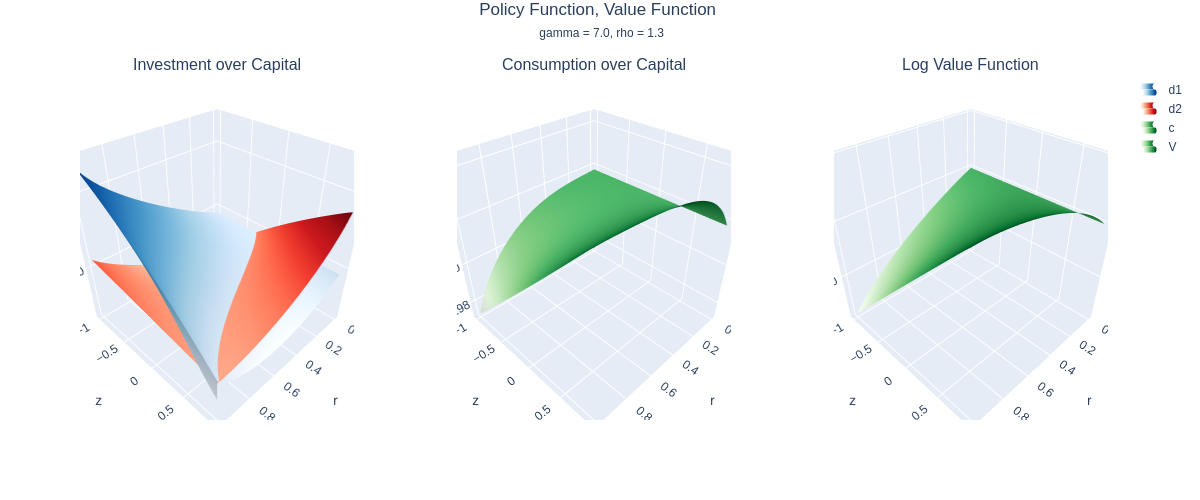 Policy Function, Value Function
gamma = 7.0, rho = 1.3
Investment over Capital
Consumption over Capital
Log Value Function
d1
d2
c
V
−1
−0.5
0
0.5
z
0
0.2
0.4
0.6
0.8
r
−1
−0.5
0
0.5
z
0
0.2
0.4
0.6
0.8
r
−1
−0.5
0
0.5
z
0
0.2
0.4
0.6
0.8
r